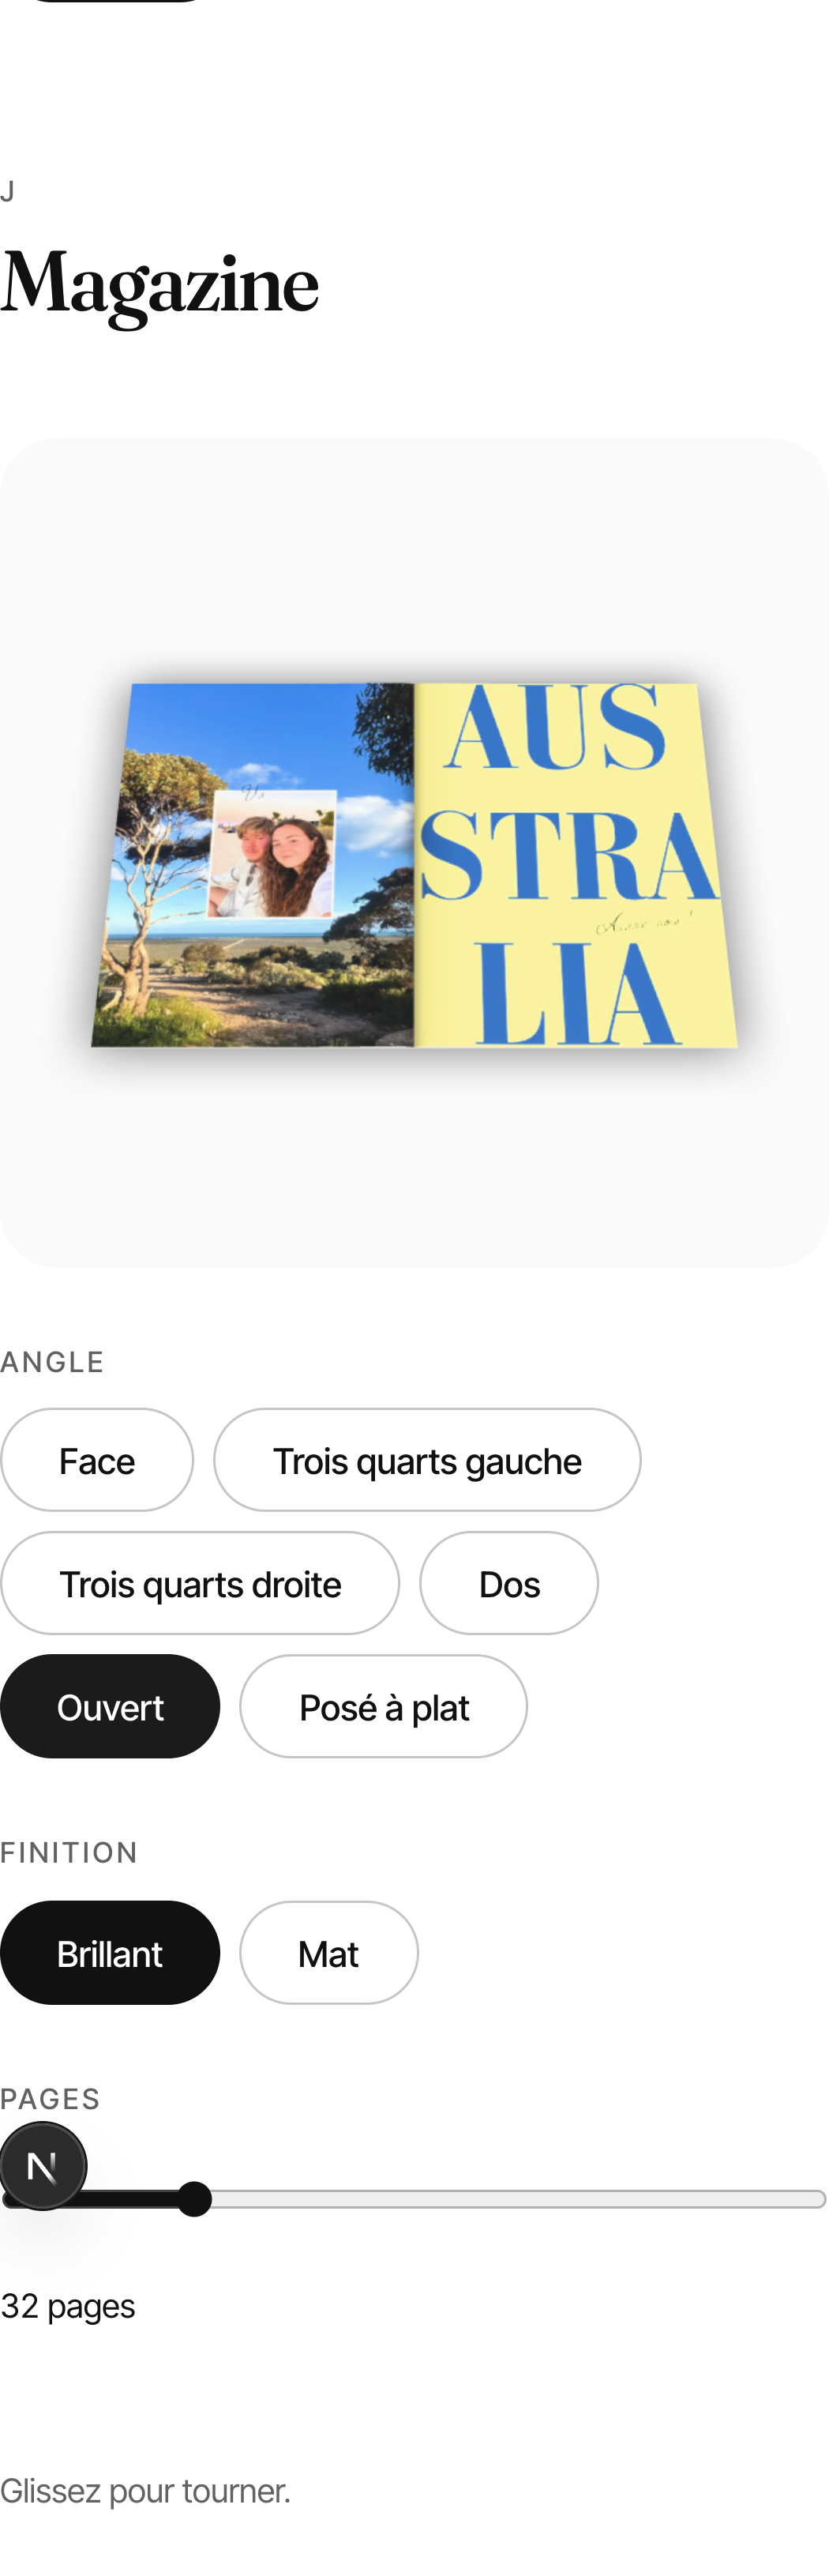 J
Magazine
AUS
STRA
LIA
ANGLE
Face
Trois quarts gauche
Trois quarts droite
Dos
Ouvert
Posé à plat
FINITION
Brillant
Mat
PAGES
N
32 pages
Glissez pour tourner.